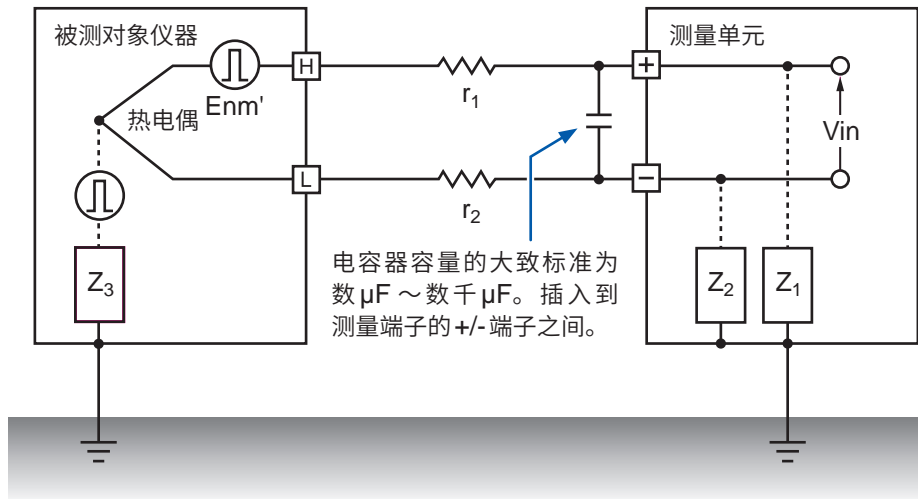 被测对象仪器
测量单元
H
+
Enm'
r₁
热电偶
Vin
L
−
r₂
电容器容量的大致标准为
数μF ～数千μF。插入到
测量端子的+/-端子之间。
Z₃
Z₂
Z₁